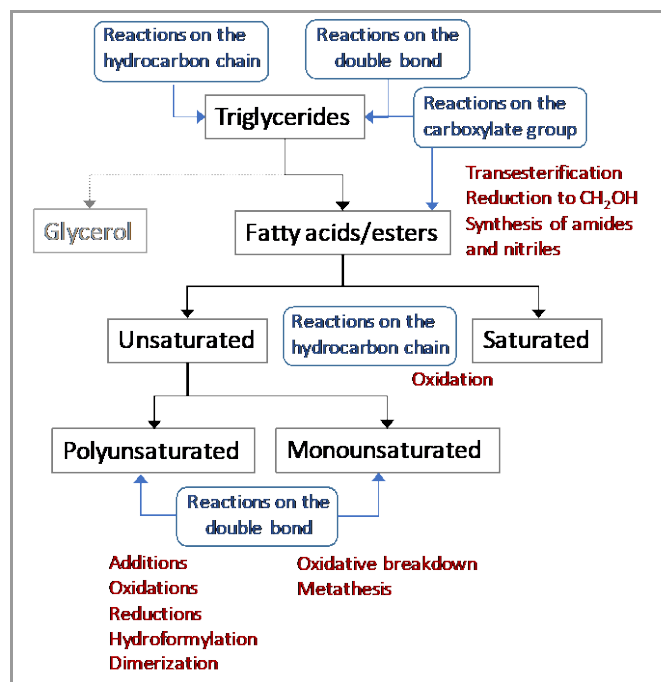 Reactions on the
hydrocarbon chain
Reactions on the
double bond
Triglycerides
Reactions on the
carboxylate group
Transesterification
Reduction to CH₂OH
Synthesis of amides
and nitriles
Glycerol
Fatty acids/esters
Unsaturated
Reactions on the
hydrocarbon chain
Saturated
Oxidation
Polyunsaturated
Monounsaturated
Reactions on the
double bond
Additions
Oxidations
Reductions
Hydroformylation
Dimerization
Oxidative breakdown
Metathesis